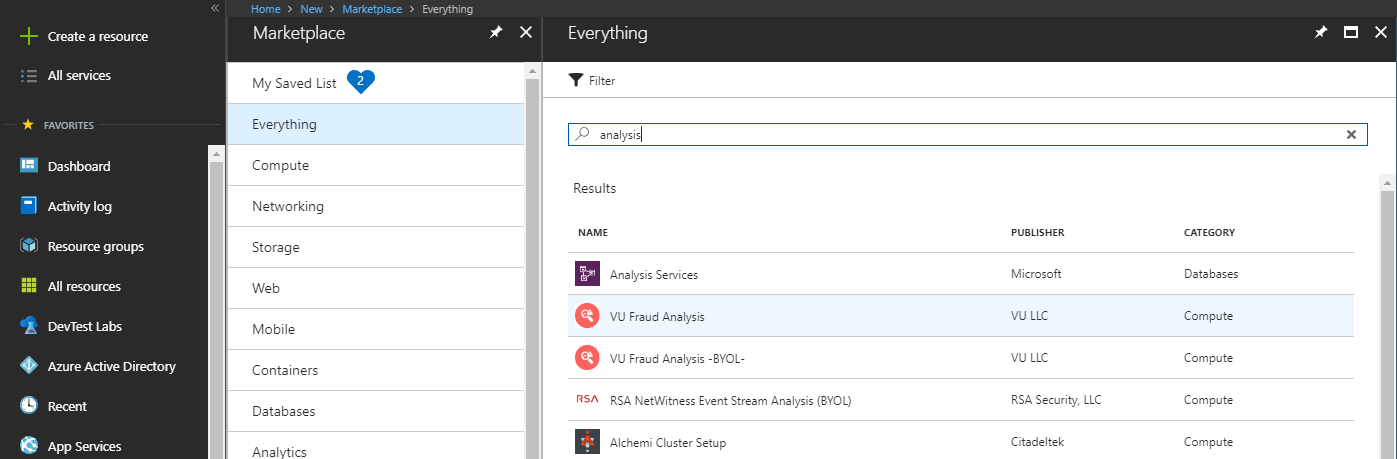 Home > New > Marketplace > Everything
Create a resource
All services
FAVORITES
Dashboard
Activity log
Resource groups
All resources
DevTest Labs
Azure Active Directory
Recent
App Services
Marketplace
My Saved List 2
Everything
Compute
Networking
Storage
Web
Mobile
Containers
Databases
Analytics
Everything
Filter
analysis
Results
NAME PUBLISHER CATEGORY
Analysis Services Microsoft Databases
VU Fraud Analysis VU LLC Compute
VU Fraud Analysis -BYOL- VU LLC Compute
RSA RSA NetWitness Event Stream Analysis (BYOL) RSA Security, LLC Compute
Alchemi Cluster Setup Citadeltek Compute